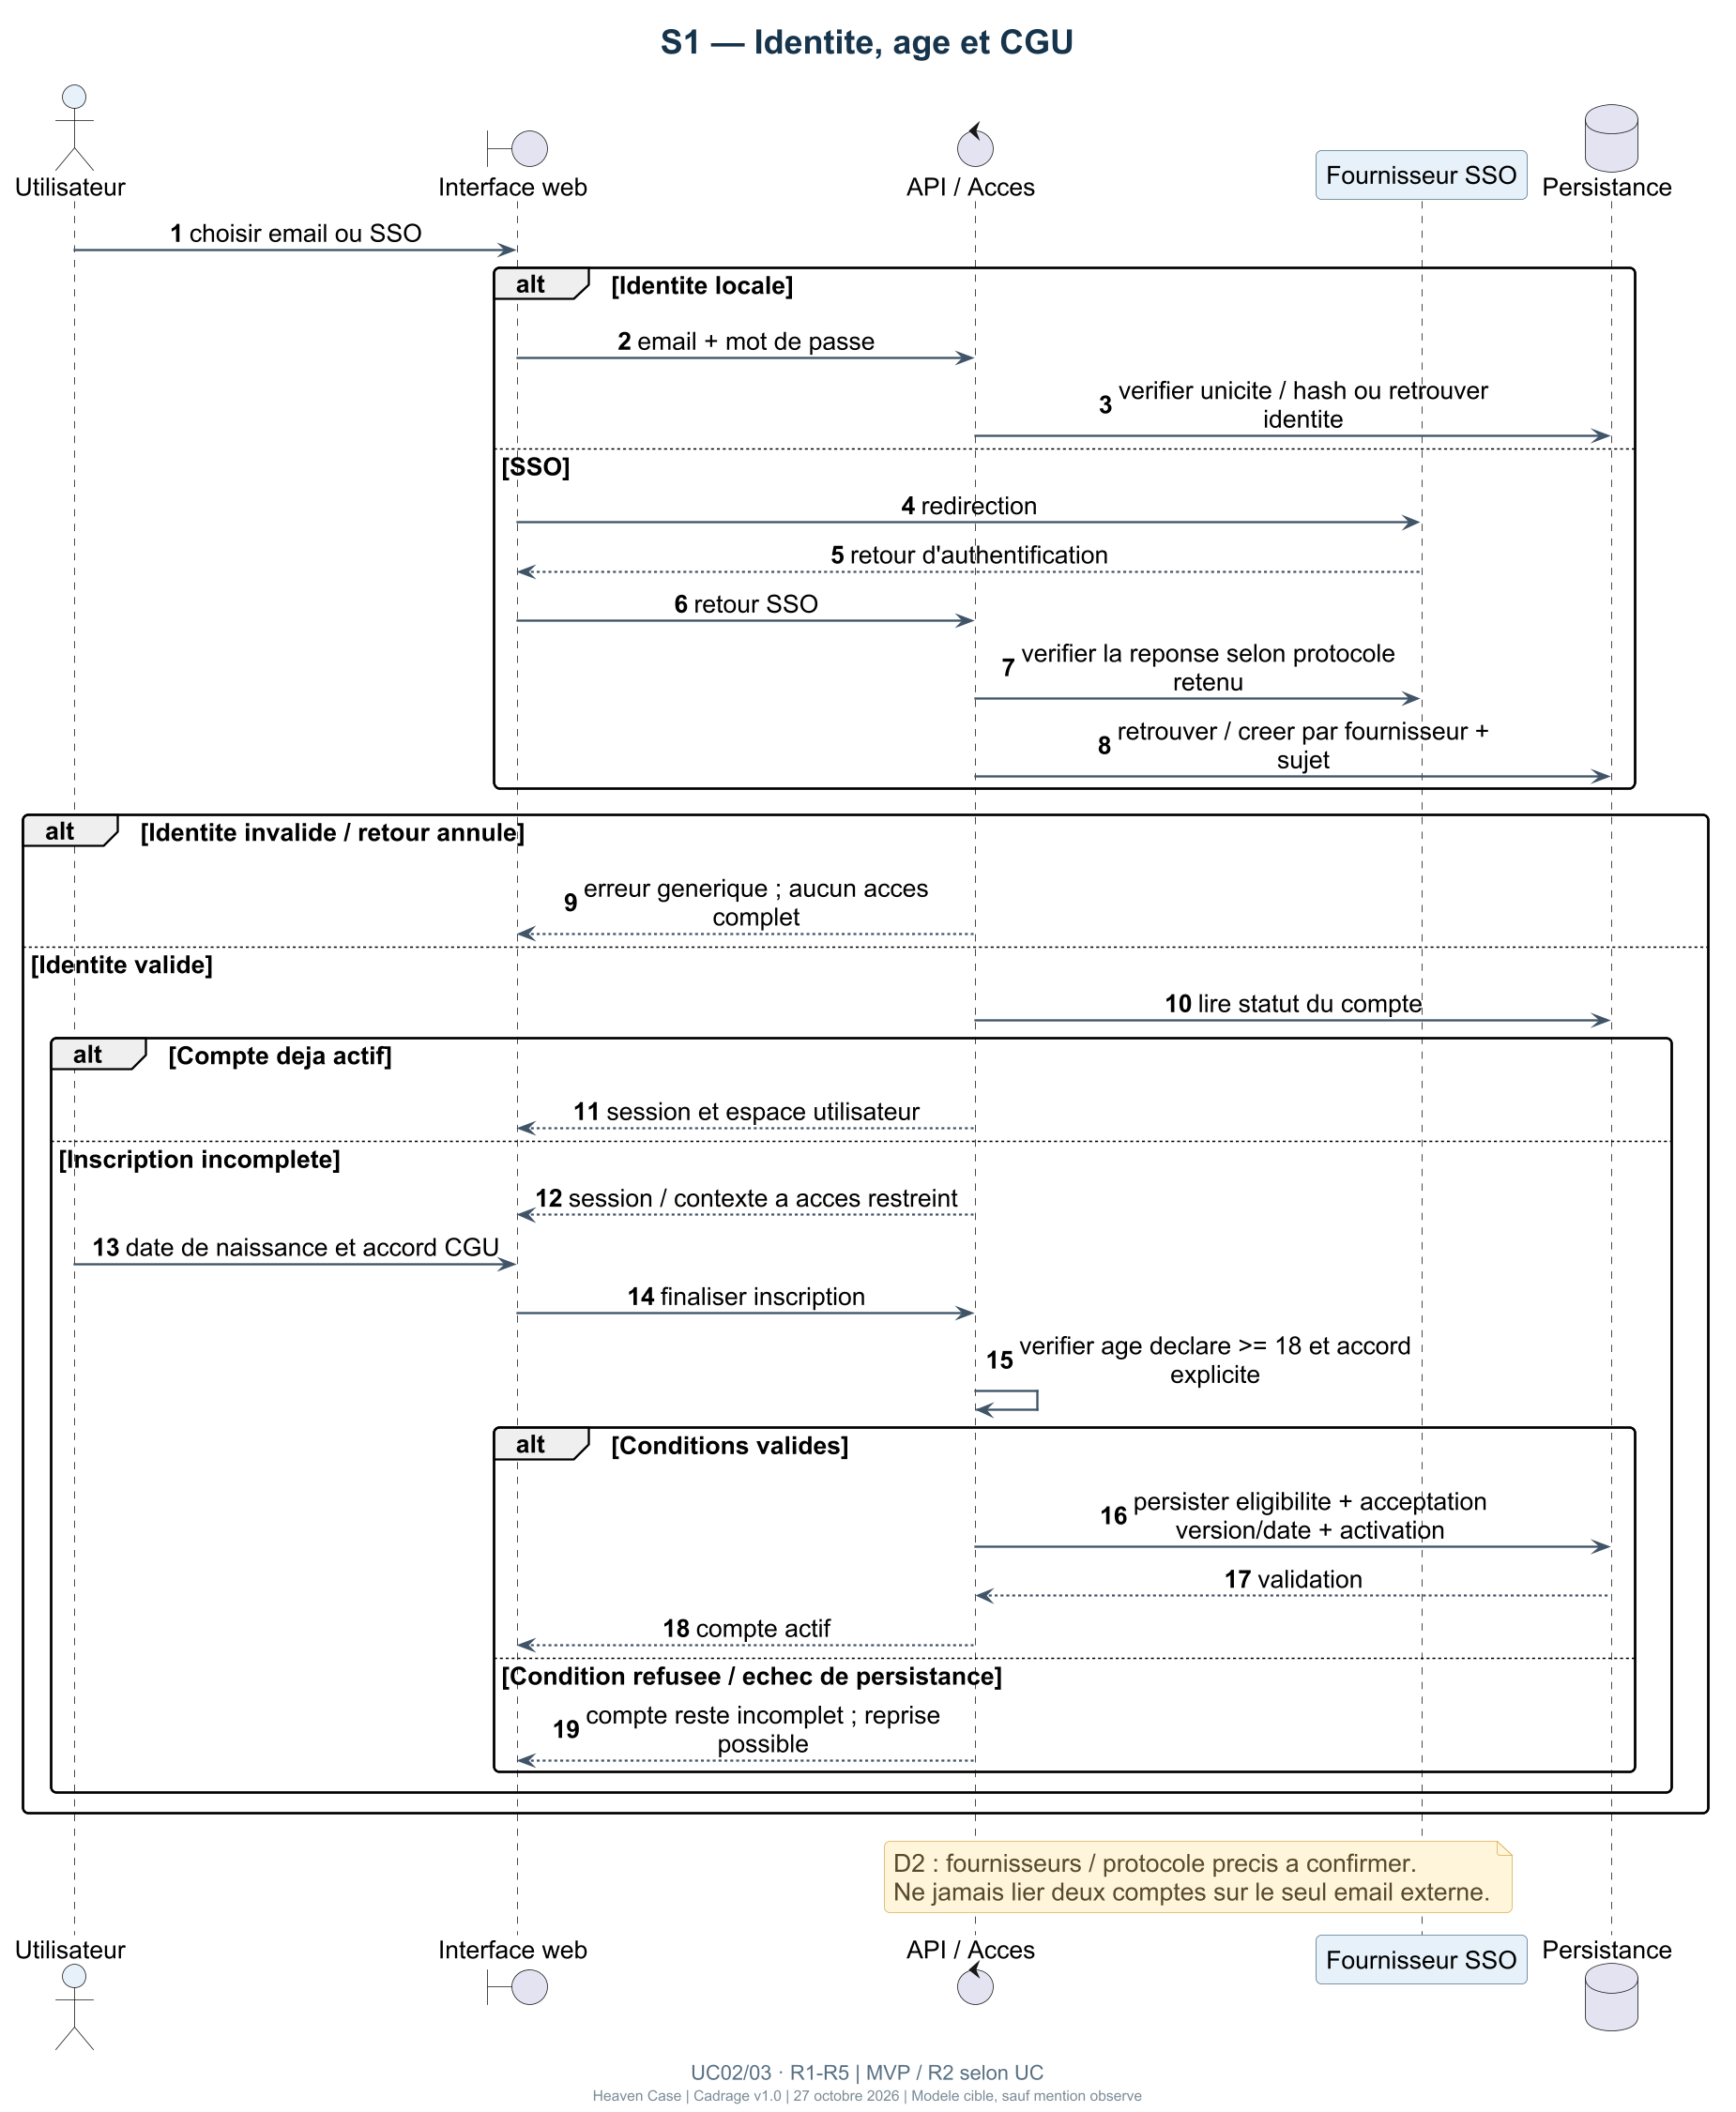 S1 — Identite, age et CGU
Utilisateur
Interface web
API / Acces
Fournisseur SSO
Persistance
1 choisir email ou SSO
alt [Identite locale]
2 email + mot de passe
3 verifier unicite / hash ou retrouver
identite
[SSO]
4 redirection
5 retour d'authentification
6 retour SSO
7 verifier la reponse selon protocole
retenu
8 retrouver / creer par fournisseur +
sujet
alt [Identite invalide / retour annule]
9 erreur generique ; aucun acces
complet
[Identite valide]
10 lire statut du compte
alt [Compte deja actif]
11 session et espace utilisateur
[Inscription incomplete]
12 session / contexte a acces restreint
13 date de naissance et accord CGU
14 finaliser inscription
15 verifier age declare >= 18 et accord
explicite
alt [Conditions valides]
16 persister eligibilite + acceptation
version/date + activation
17 validation
18 compte actif
[Condition refusee / echec de persistance]
19 compte reste incomplet ; reprise
possible
D2 : fournisseurs / protocole precis a confirmer.
Ne jamais lier deux comptes sur le seul email externe.
Utilisateur
Interface web
API / Acces
Fournisseur SSO
Persistance
UC02/03 · R1-R5 | MVP / R2 selon UC
Heaven Case | Cadrage v1.0 | 27 octobre 2026 | Modele cible, sauf mention observe